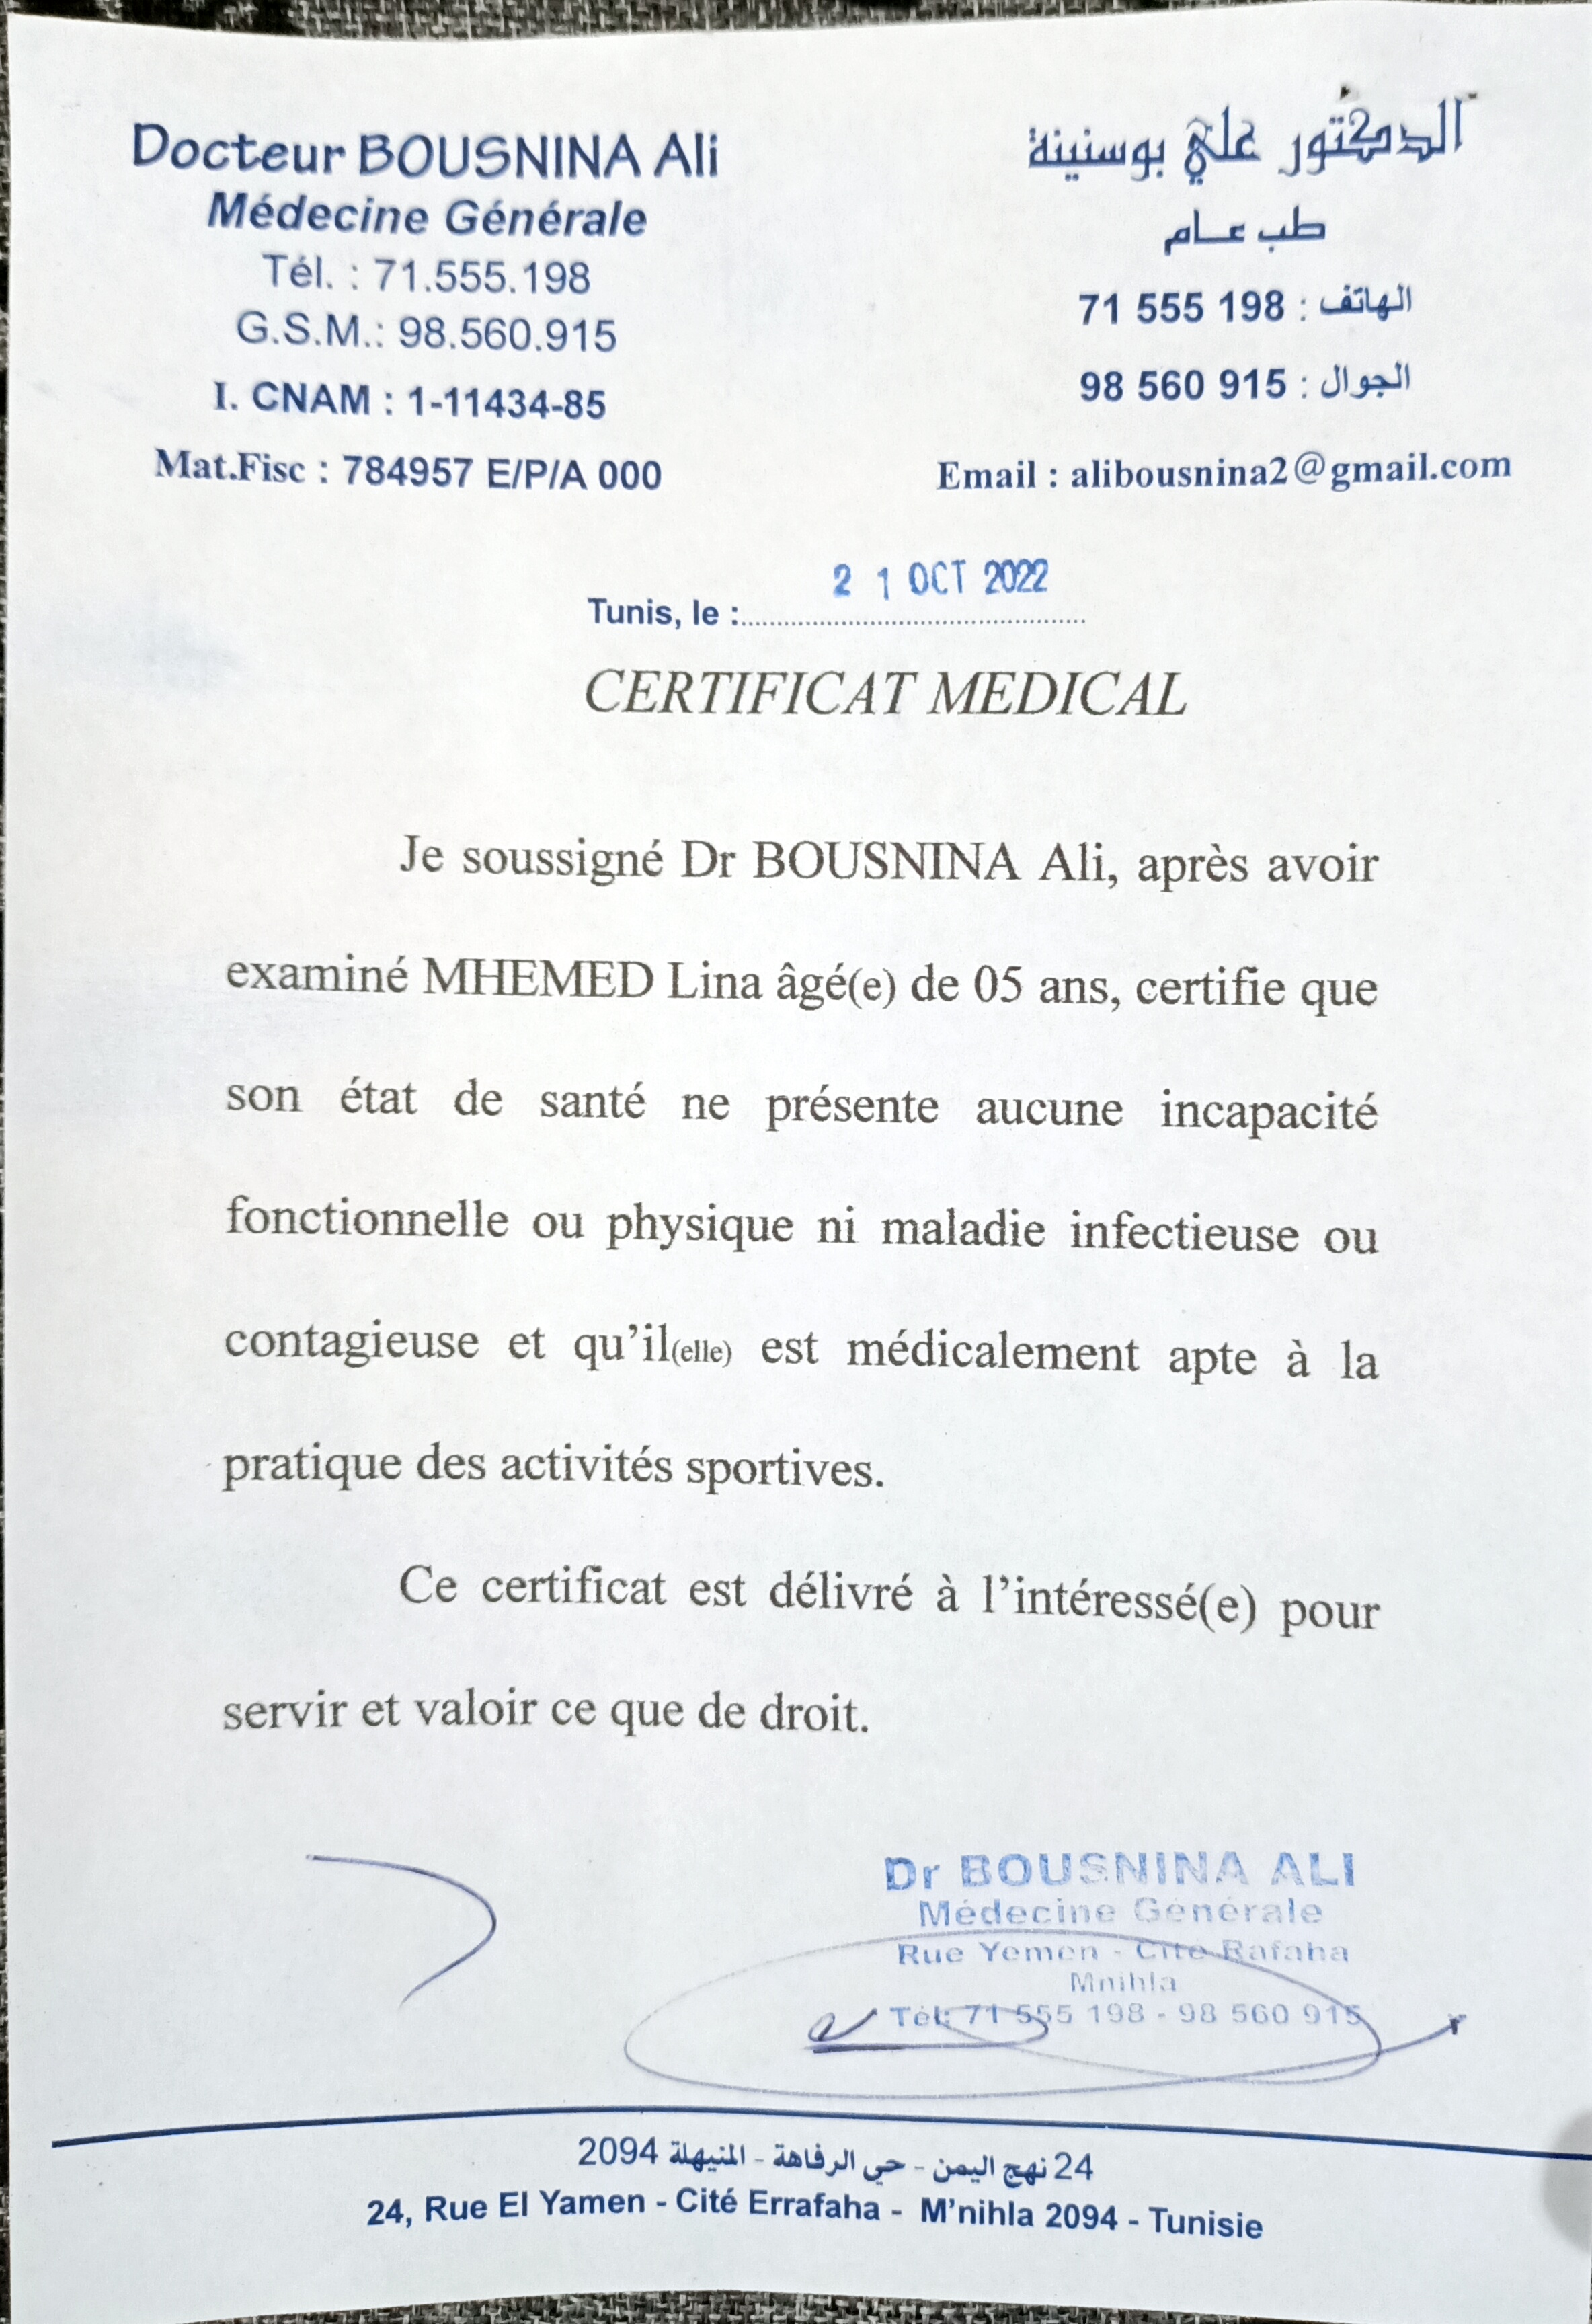 Docteur BOUSNINA Ali
Médecine Générale
Tél. : 71.555.198
G.S.M.: 98.560.915
I. CNAM : 1-11434-85
Mat.Fisc : 784957 E/P/A 000
الدكتور علي بوسنينة
طب عــام
الهاتف : 71 555 198
الجوال : 98 560 915
Email : alibousnina2@gmail.com
21 OCT 2022
Tunis, le :
CERTIFICAT MEDICAL
Je soussigné Dr BOUSNINA Ali, après avoir
examiné MHEMED Lina âgé(e) de 05 ans, certifie que
son état de santé ne présente aucune incapacité
fonctionnelle ou physique ni maladie infectieuse ou
contagieuse et qu’il(elle) est médicalement apte à la
pratique des activités sportives.
Ce certificat est délivré à l’intéressé(e) pour
servir et valoir ce que de droit.
Dr BOUSNINA ALI
Médecine Générale
Rue Yemen - Cité Rafaha
Mnihla
Tél: 71 555 198 - 98 560 915
24 نهج اليمن - حي الرفاهة - المنيهلة 2094
24, Rue El Yamen - Cité Errafaha - M’nihla 2094 - Tunisie